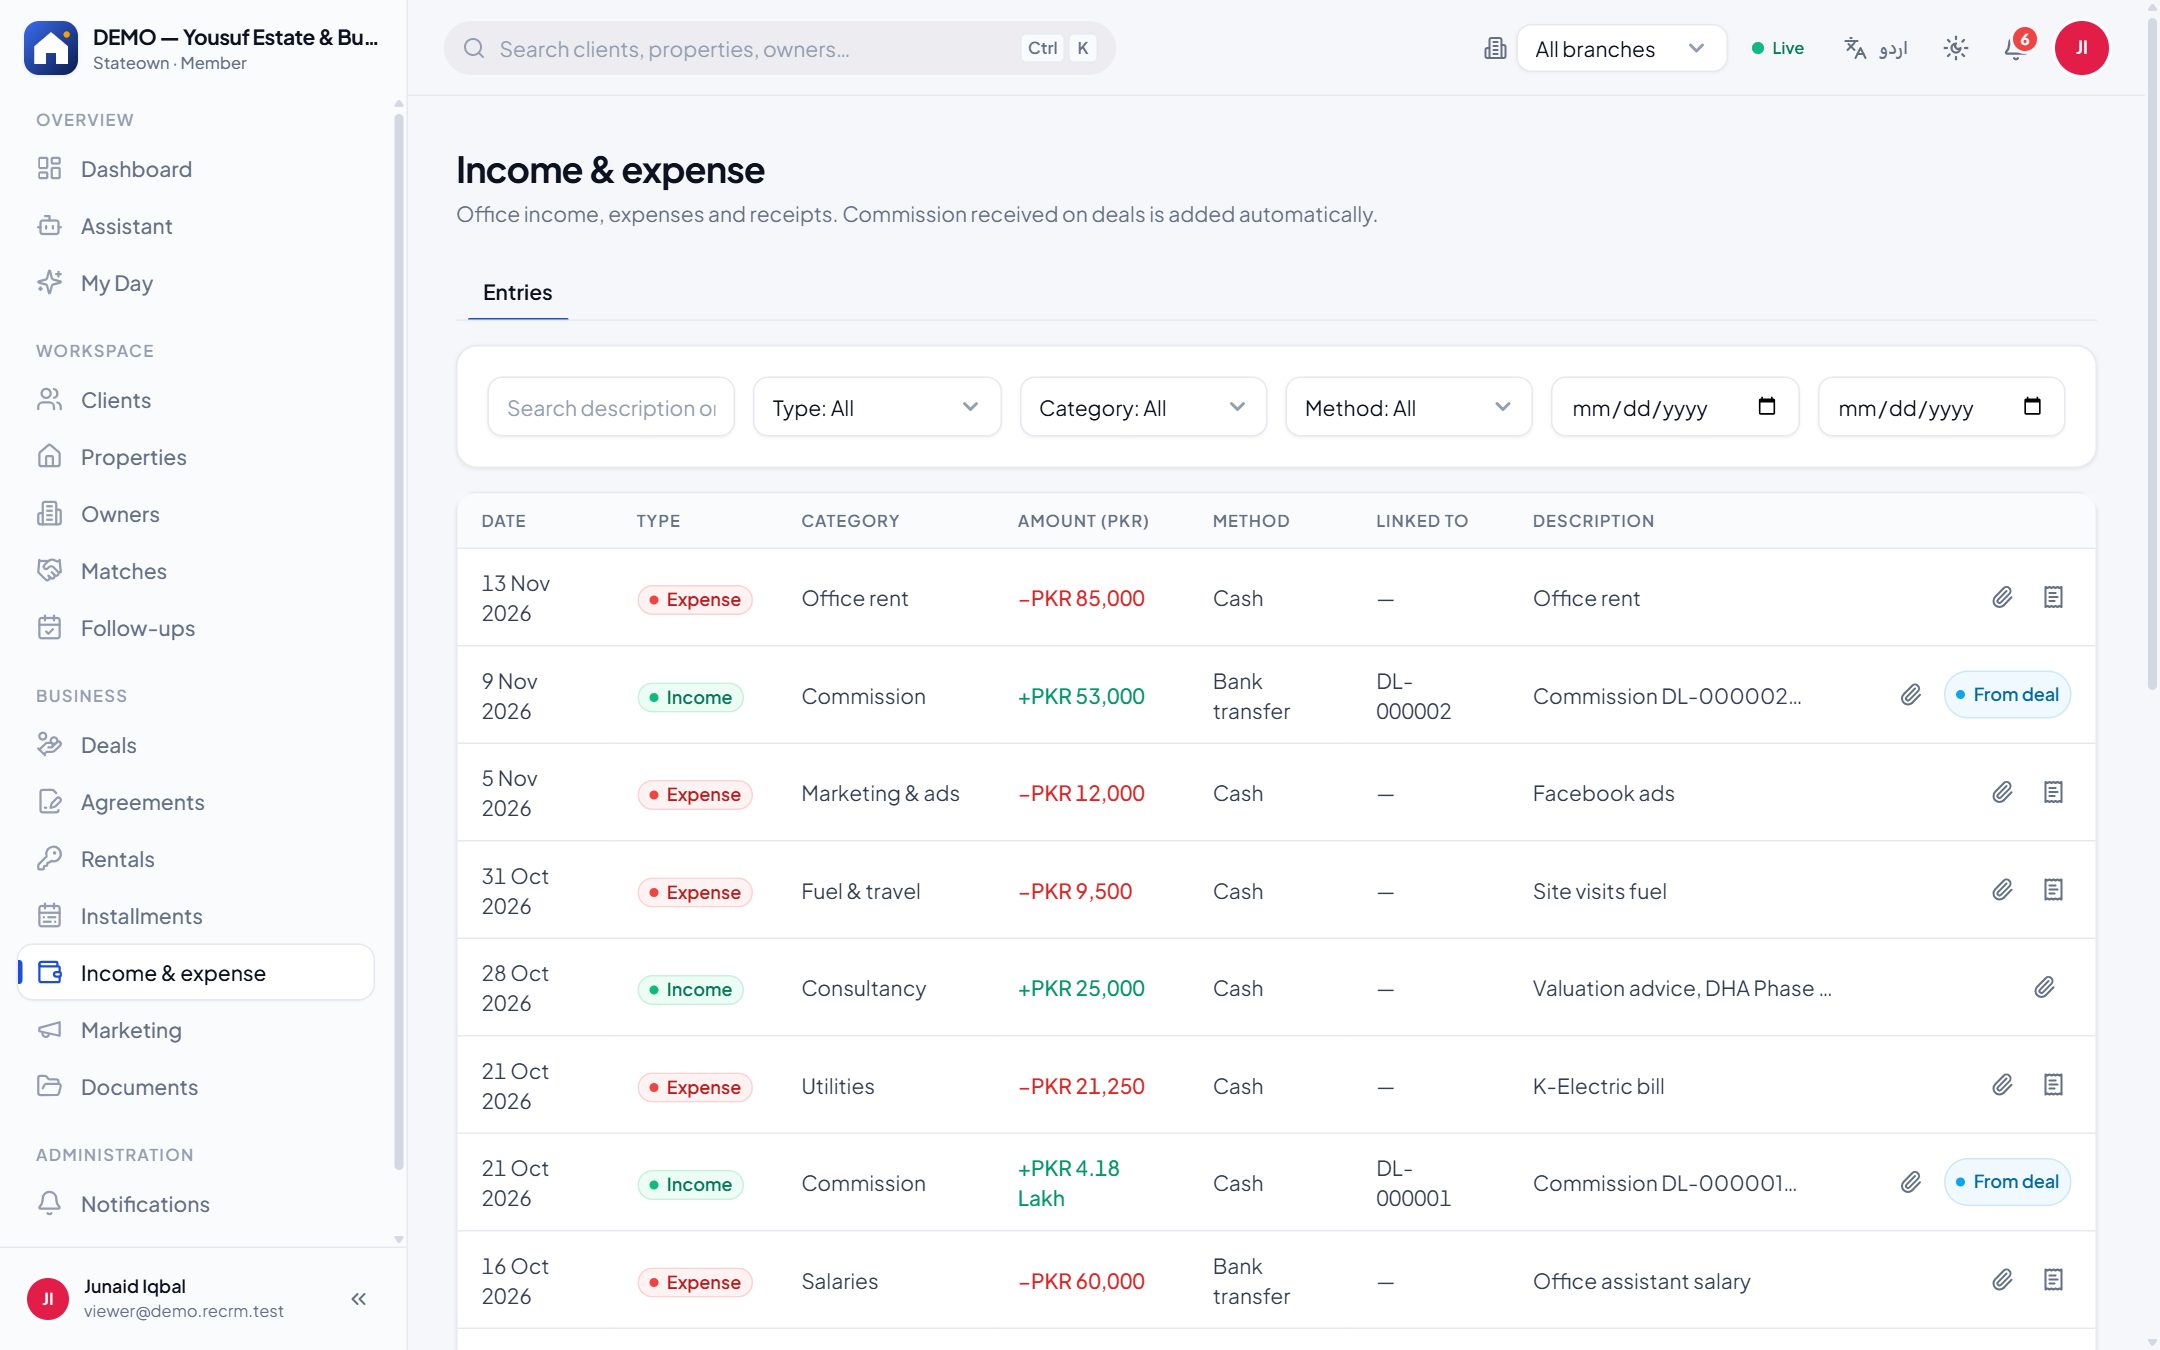 DEMO — Yousuf Estate & Bu...
Stateown · Member
OVERVIEW
Dashboard
Assistant
My Day
WORKSPACE
Clients
Properties
Owners
Matches
Follow-ups
BUSINESS
Deals
Agreements
Rentals
Installments
Income & expense
Marketing
Documents
ADMINISTRATION
Notifications
JI
Junaid Iqbal
viewer@demo.recrm.test
Search clients, properties, owners...
Ctrl K
All branches
Live
اردو
6
JI
Income & expense
Office income, expenses and receipts. Commission received on deals is added automatically.
Entries
Search description or
Type: All
Category: All
Method: All
mm/dd/yyyy
mm/dd/yyyy
DATE TYPE CATEGORY AMOUNT (PKR) METHOD LINKED TO DESCRIPTION
13 Nov 2026 Expense Office rent –PKR 85,000 Cash — Office rent
9 Nov 2026 Income Commission +PKR 53,000 Bank transfer DL-000002 Commission DL-000002... From deal
5 Nov 2026 Expense Marketing & ads –PKR 12,000 Cash — Facebook ads
31 Oct 2026 Expense Fuel & travel –PKR 9,500 Cash — Site visits fuel
28 Oct 2026 Income Consultancy +PKR 25,000 Cash — Valuation advice, DHA Phase ...
21 Oct 2026 Expense Utilities –PKR 21,250 Cash — K-Electric bill
21 Oct 2026 Income Commission +PKR 4.18 Lakh Cash DL-000001 Commission DL-000001... From deal
16 Oct 2026 Expense Salaries –PKR 60,000 Bank transfer — Office assistant salary